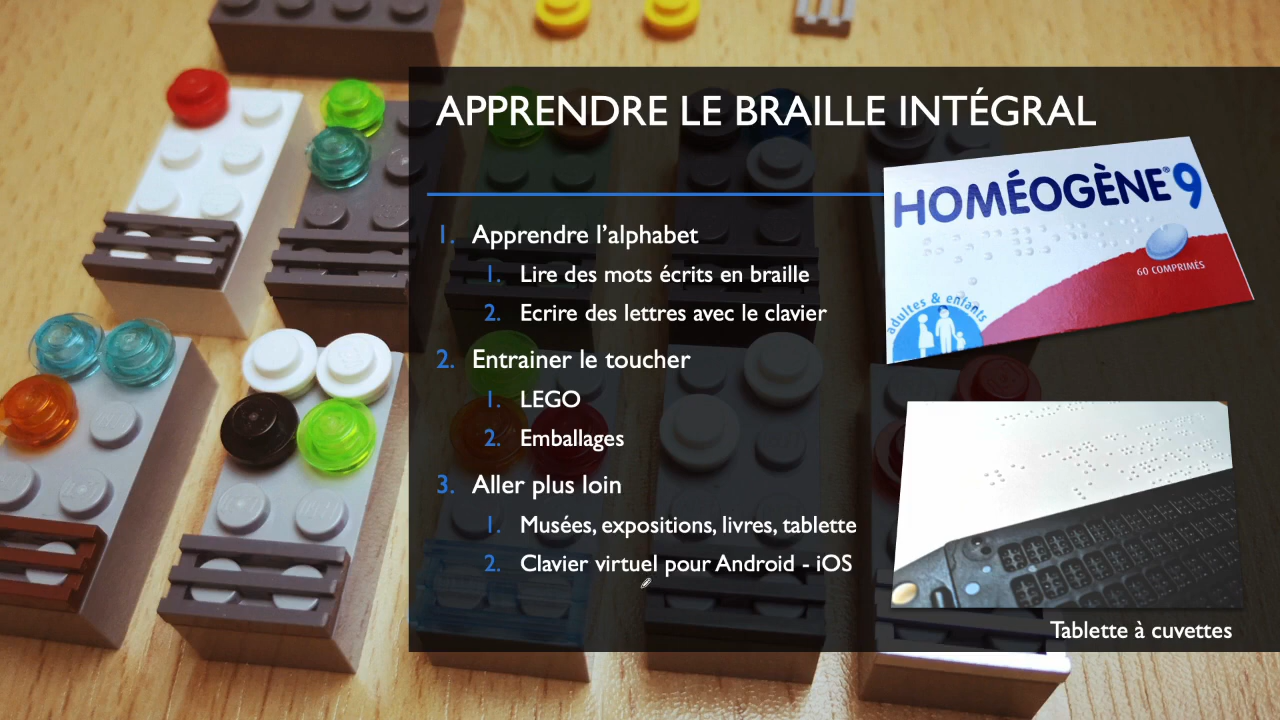 APPRENDRE LE BRAILLE INTÉGRAL
1. Apprendre l’alphabet
1. Lire des mots écrits en braille
2. Ecrire des lettres avec le clavier
2. Entrainer le toucher
1. LEGO
2. Emballages
3. Aller plus loin
1. Musées, expositions, livres, tablette
2. Clavier virtuel pour Android - iOS
HOMÉOGÈNE® 9
60 COMPRIMÉS
adultes & enfants
Tablette à cuvettes